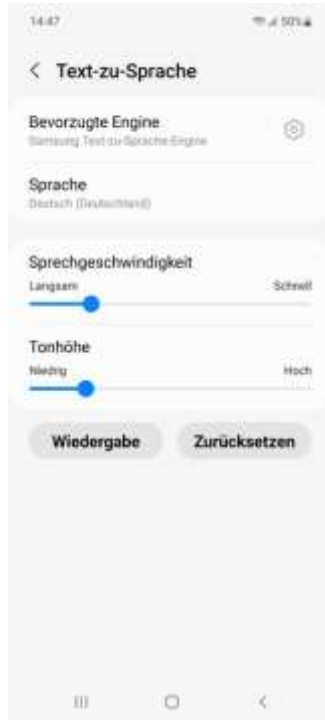 14:47
50%
Text-zu-Sprache
Bevorzugte Engine
Samsung Text-zu-Sprache-Engine
Sprache
Deutsch (Deutschland)
Sprechgeschwindigkeit
Langsam Schnell
Tonhöhe
Niedrig Hoch
Wiedergabe Zurücksetzen